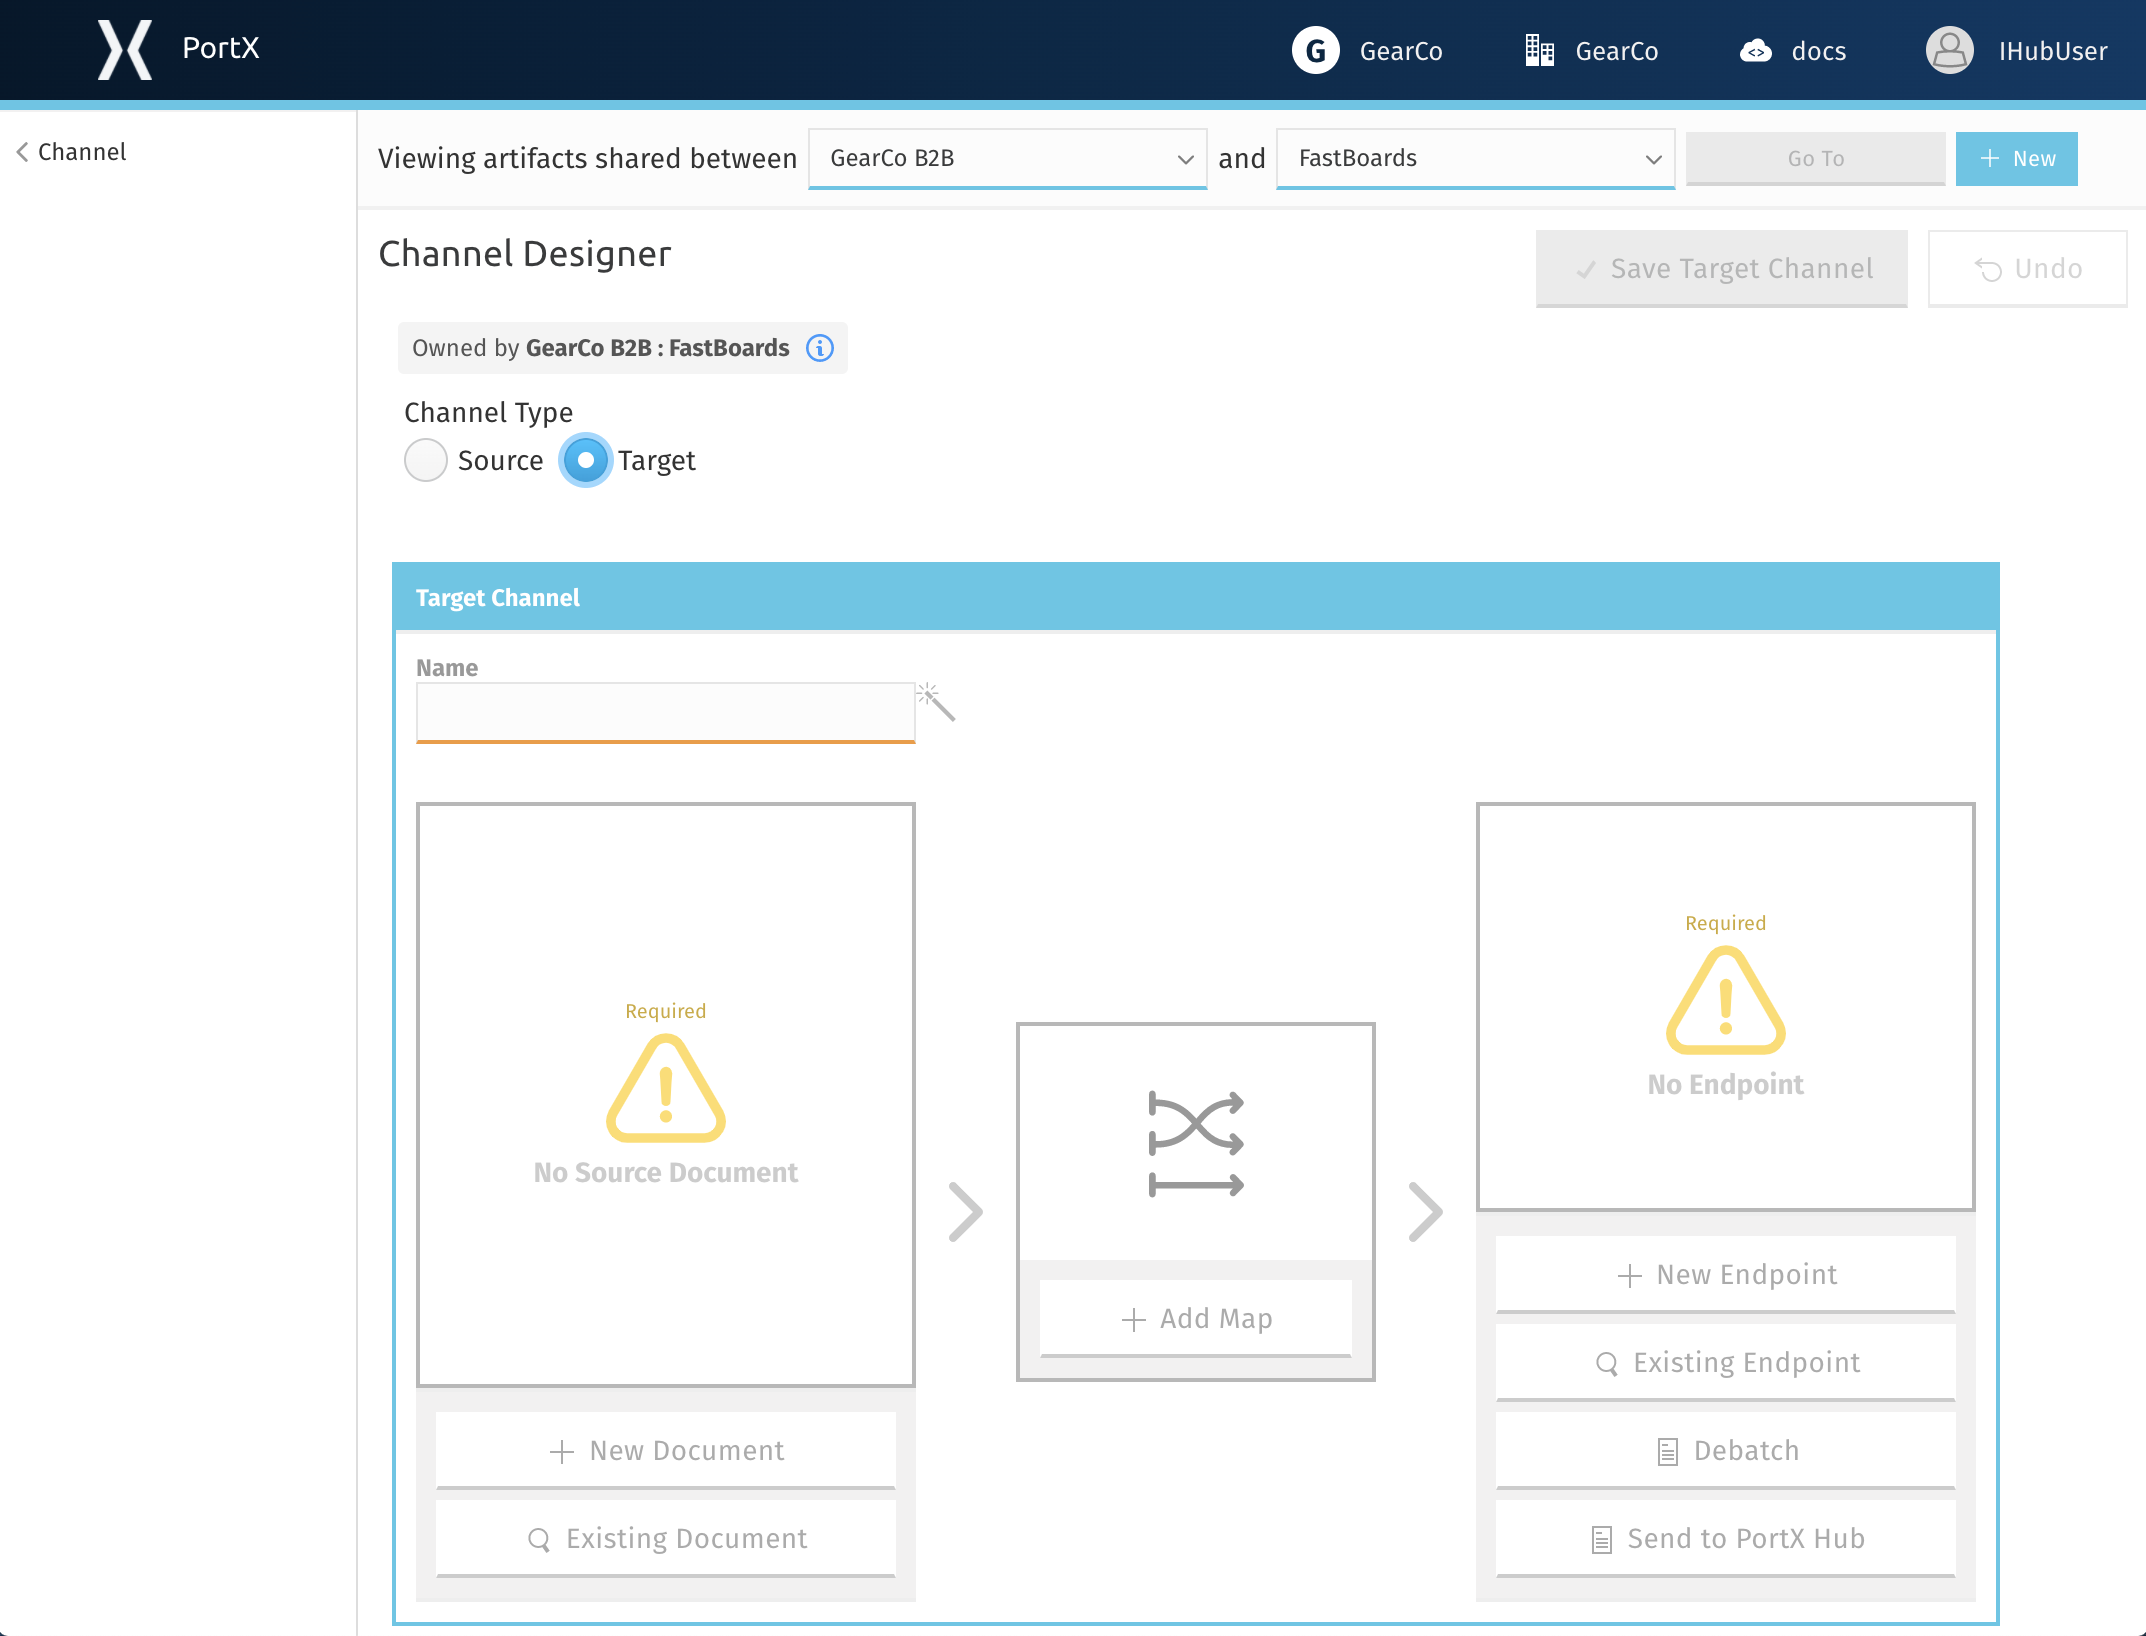 PortX
G GearCo
GearCo
docs
IHubUser
Channel
Viewing artifacts shared between GearCo B2B and FastBoards Go To + New
Channel Designer
Save Target Channel
Undo
Owned by GearCo B2B : FastBoards
Channel Type
Source Target
Target Channel
Name
Required
No Source Document
+ New Document
Existing Document
+ Add Map
Required
No Endpoint
+ New Endpoint
Existing Endpoint
Debatch
Send to PortX Hub